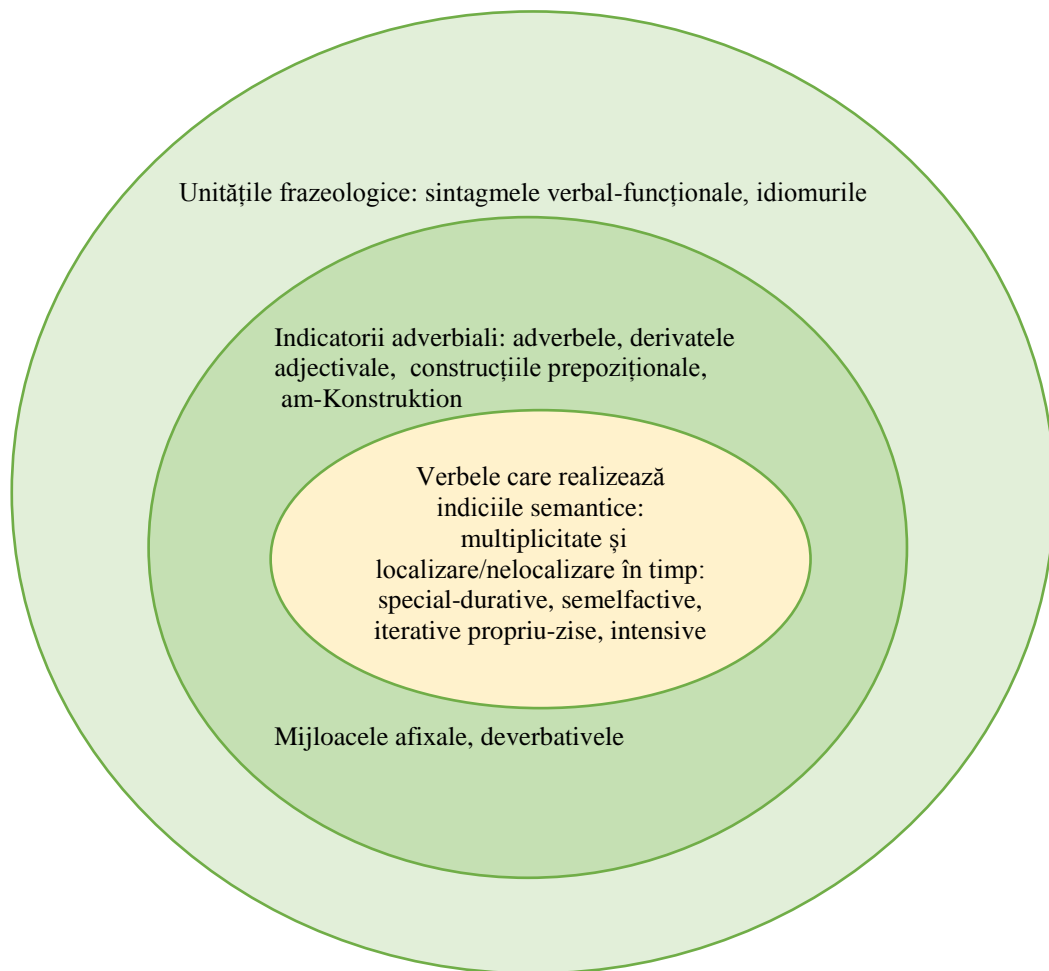 Unitățile frazeologice: sintagmele verbal-funcționale, idiomurile
Indicatorii adverbiali: adverbele, derivatele
adjectivale, construcțiile prepoziționale,
am-Konstruktion
Verbele care realizează
indiciile semantice:
multiplicitate și
localizare/nelocalizare în timp:
special-durative, semelfactive,
iterative propriu-zise, intensive
Mijloacele afixale, deverbativele